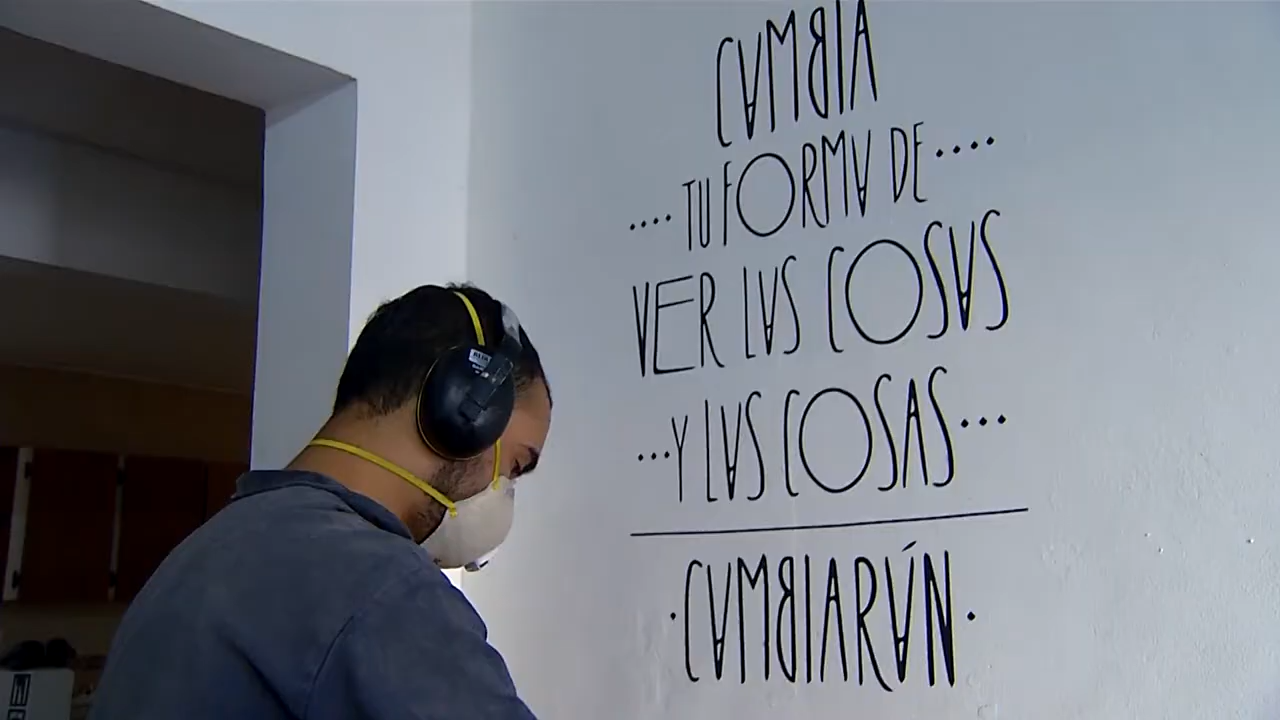 CAMBIA
.... TU FORMA DE ....
VER LAS COSAS
... Y LAS COSAS ...
· CAMBIARÁN ·